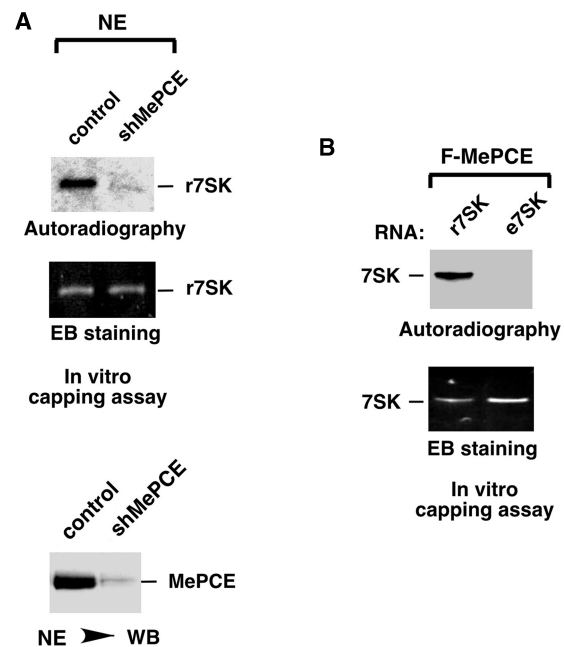 A
NE
control
shMePCE
r7SK
Autoradiography
r7SK
EB staining
In vitro
capping assay
control
shMePCE
MePCE
NE
WB
B
F-MePCE
RNA:
r7SK
e7SK
7SK
Autoradiography
7SK
EB staining
In vitro
capping assay